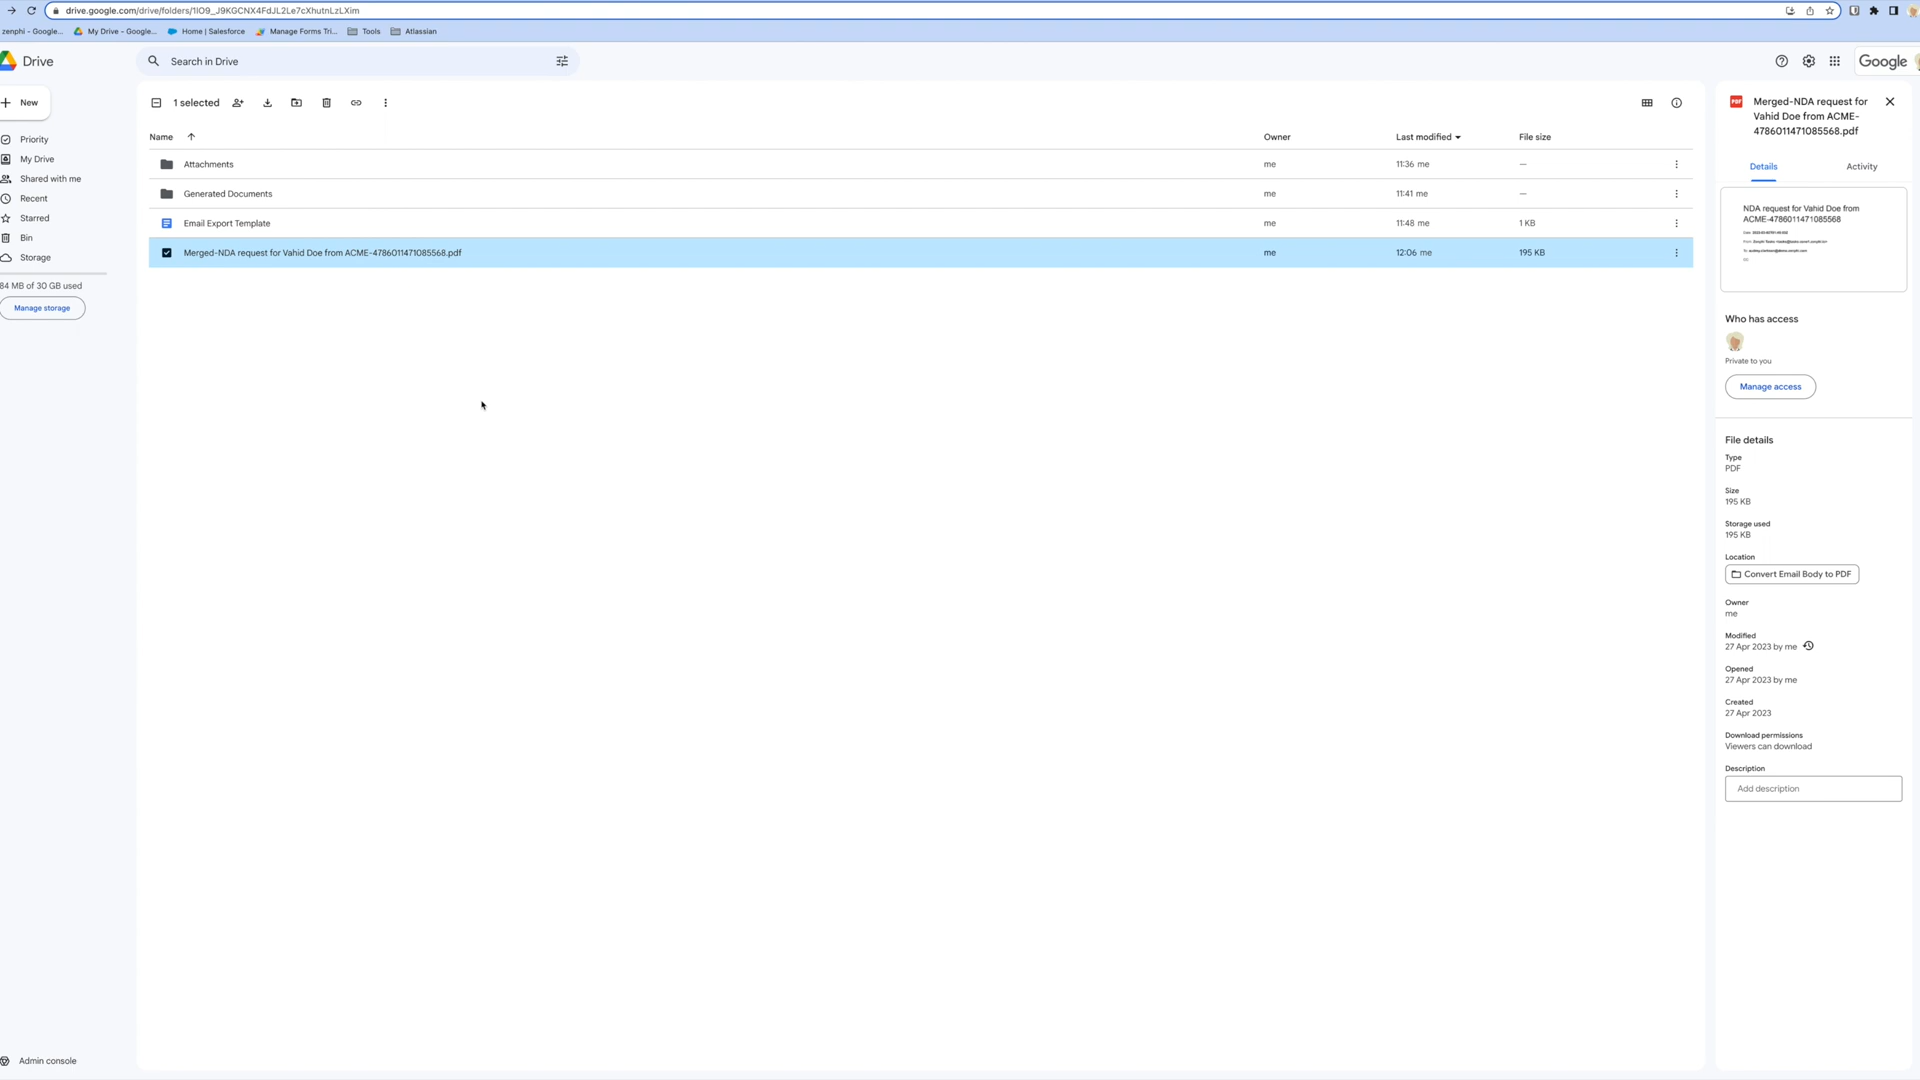 drive.google.com/drive/folders/1IO9_J9KGCNX4FdJL2Le7cXhutnLzLXim
zenphi - Google... My Drive - Google... Home | Salesforce Manage Forms Tri... Tools Atlassian
Drive
Search in Drive
Google
New
Priority
My Drive
Shared with me
Recent
Starred
Bin
Storage
84 MB of 30 GB used
Manage storage
Admin console
1 selected
Name Owner Last modified File size
Attachments me 11:36 me —
Generated Documents me 11:41 me —
Email Export Template me 11:48 me 1 KB
Merged-NDA request for Vahid Doe from ACME-4786011471085568.pdf me 12:06 me 195 KB
PDF
Merged-NDA request for
Vahid Doe from ACME-
4786011471085568.pdf
Details Activity
NDA request for Vahid Doe from
ACME-4786011471085568
Who has access
Private to you
Manage access
File details
Type
PDF
Size
195 KB
Storage used
195 KB
Location
Convert Email Body to PDF
Owner
me
Modified
27 Apr 2023 by me
Opened
27 Apr 2023 by me
Created
27 Apr 2023
Download permissions
Viewers can download
Description
Add description